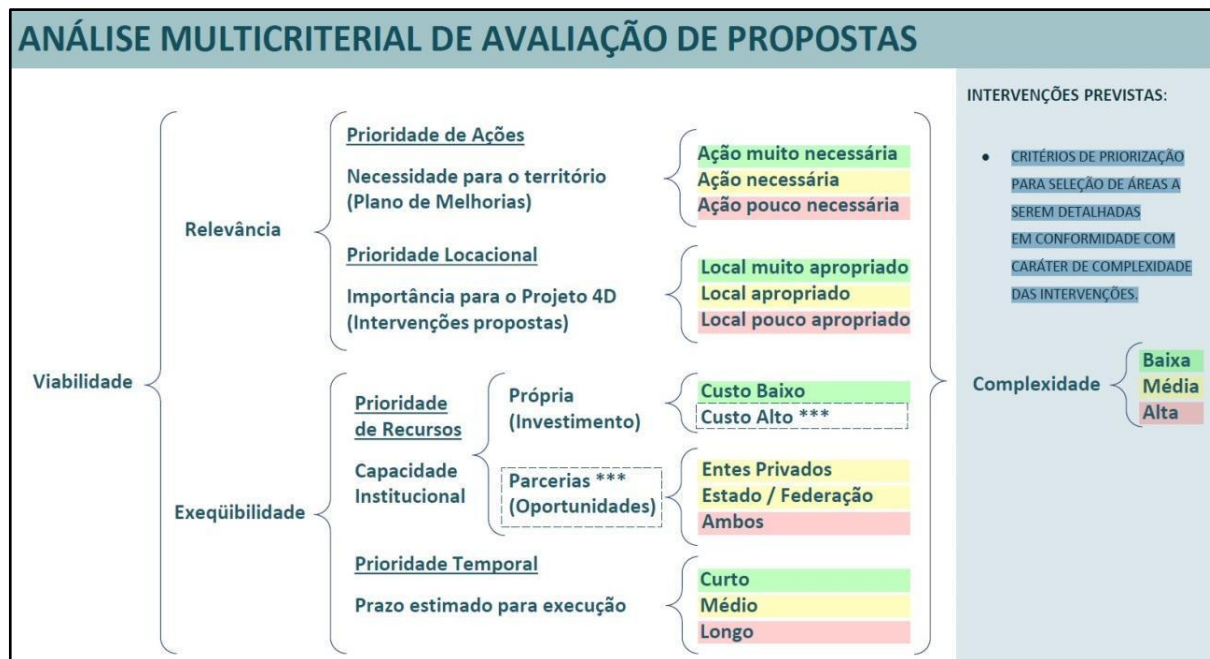 ANÁLISE MULTICRITERIAL DE AVALIAÇÃO DE PROPOSTAS
Viabilidade
Relevância
Prioridade de Ações
Necessidade para o território
(Plano de Melhorias)
Ação muito necessária
Ação necessária
Ação pouco necessária
Prioridade Locacional
Importância para o Projeto 4D
(Intervenções propostas)
Local muito apropriado
Local apropriado
Local pouco apropriado
Exeqüibilidade
Prioridade
de Recursos
Capacidade
Institucional
Própria
(Investimento)
Custo Baixo
Custo Alto ***
Parcerias ***
(Oportunidades)
Entes Privados
Estado / Federação
Ambos
Prioridade Temporal
Prazo estimado para execução
Curto
Médio
Longo
INTERVENÇÕES PREVISTAS:
• CRITÉRIOS DE PRIORIZAÇÃO
PARA SELEÇÃO DE ÁREAS A
SEREM DETALHADAS
EM CONFORMIDADE COM
CARÁTER DE COMPLEXIDADE
DAS INTERVENÇÕES.
Complexidade
Baixa
Média
Alta